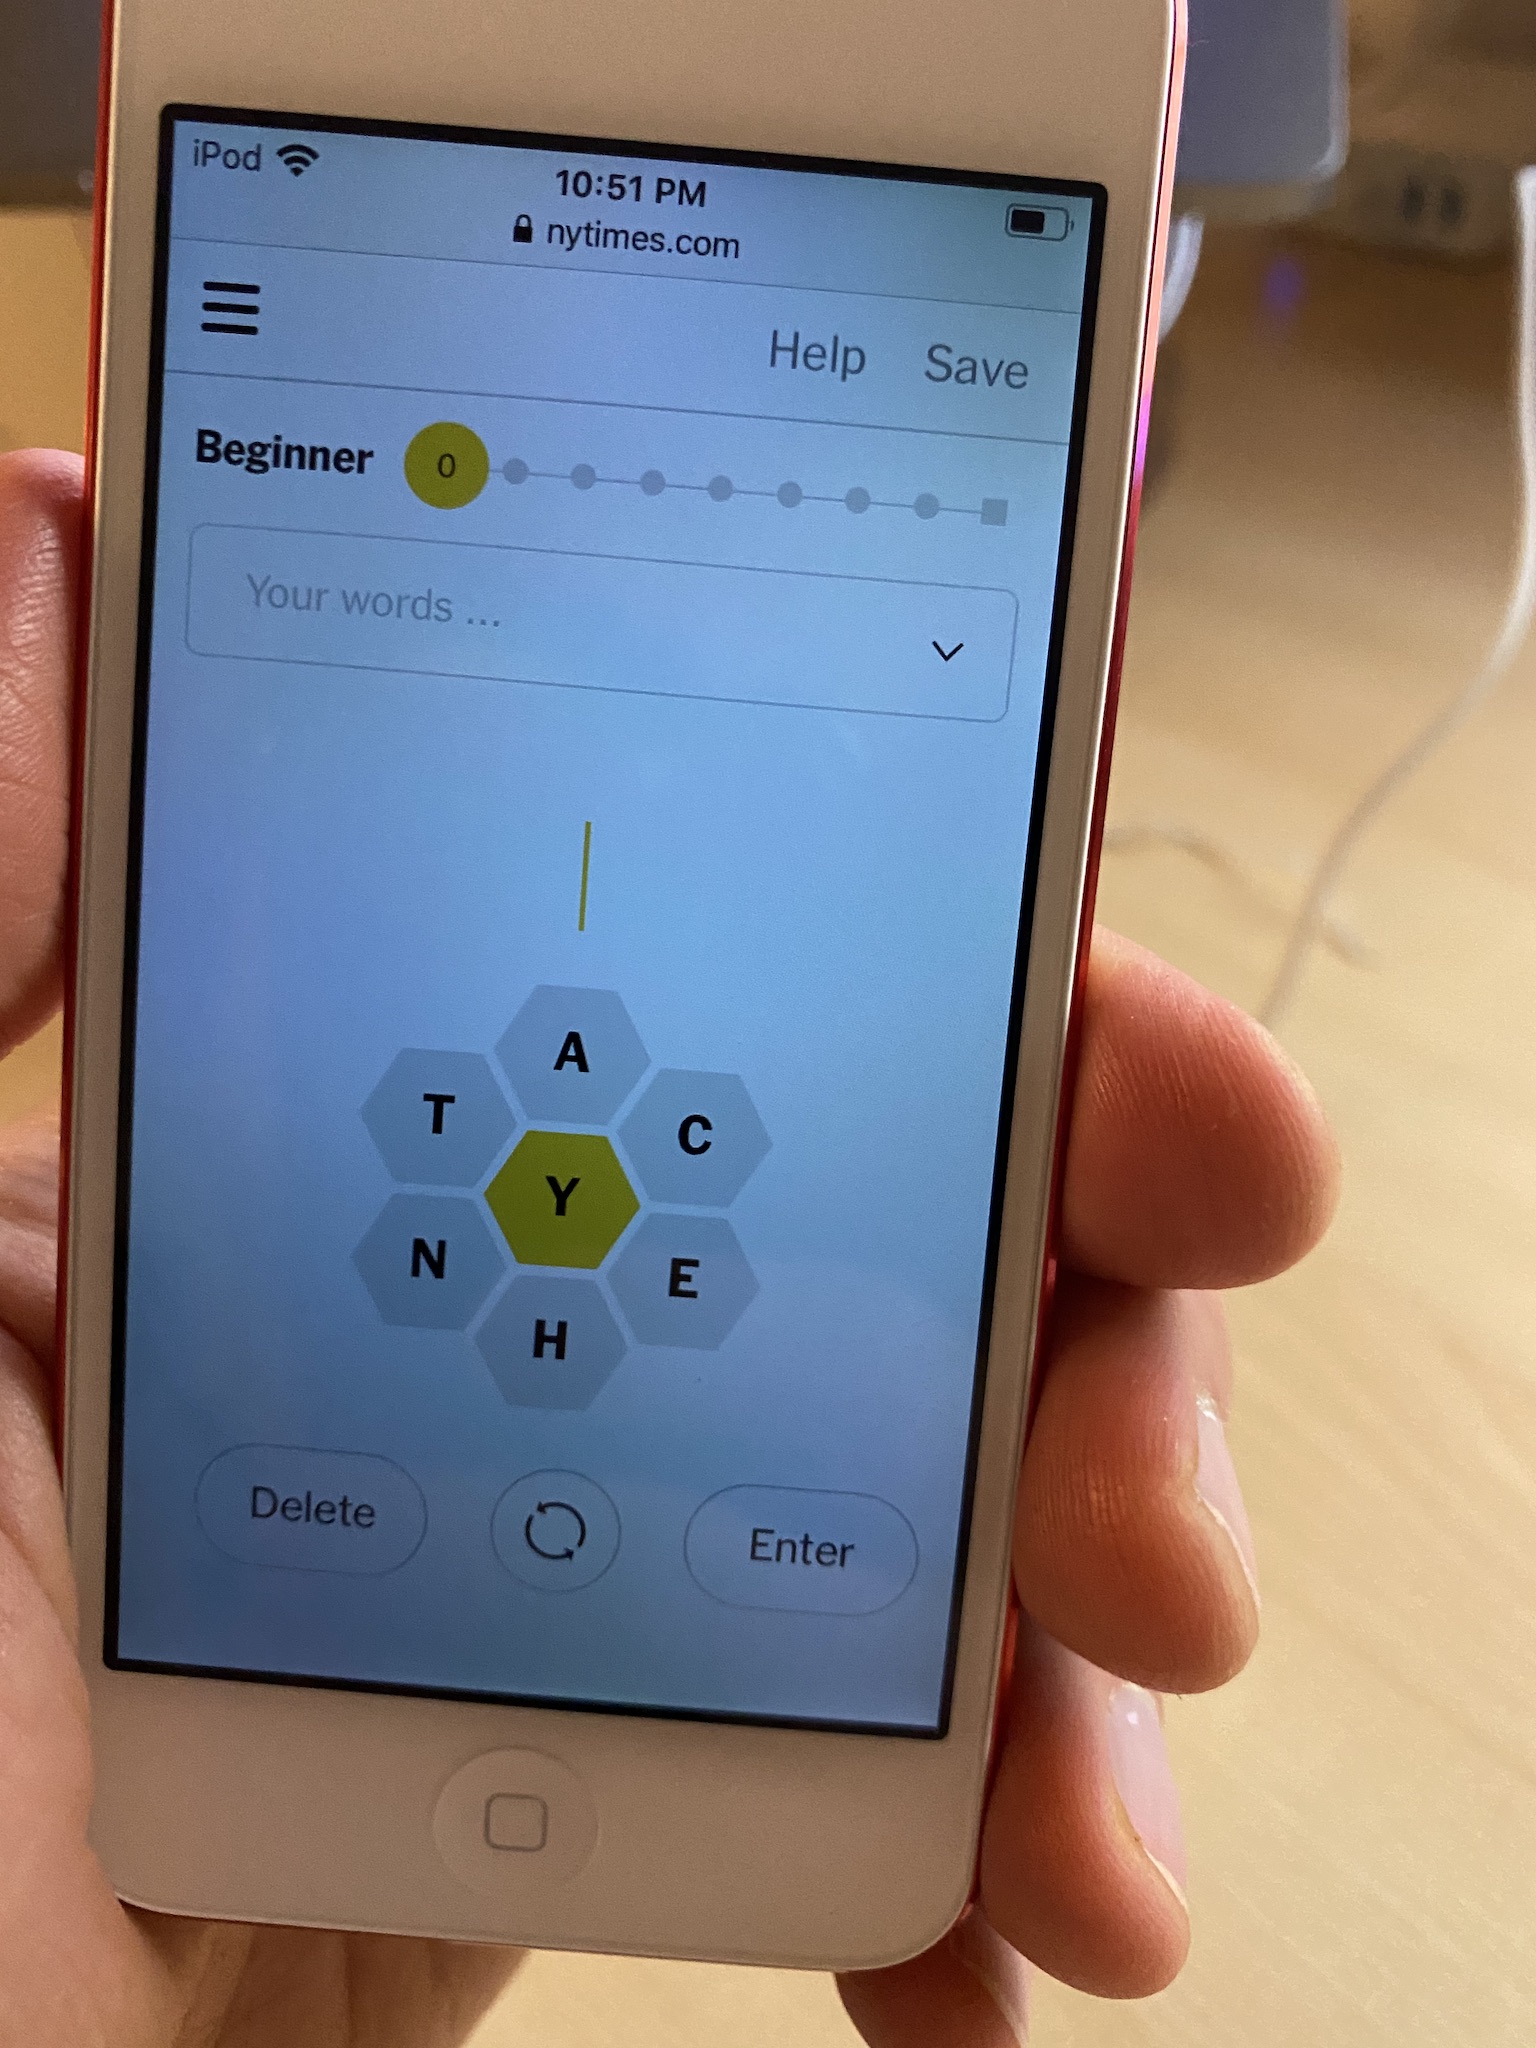 iPod
10:51 PM
nytimes.com
Help Save
Beginner 0
Your words ...
A
T C
Y
N E
H
Delete Enter